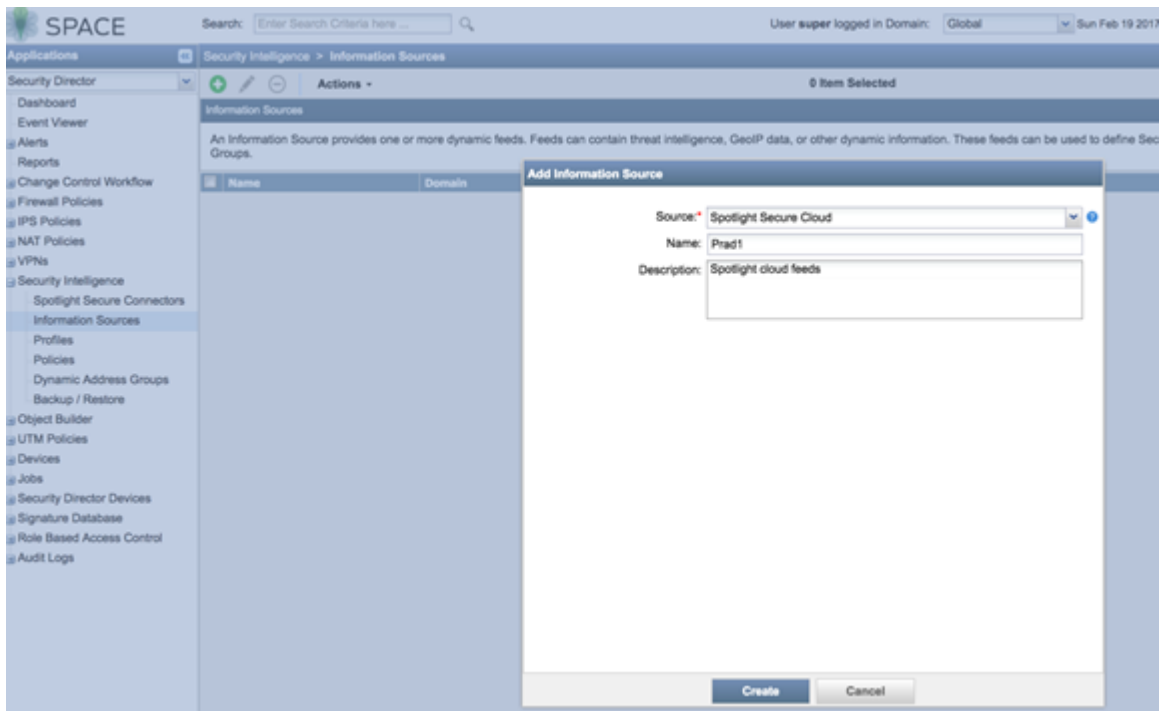 SPACE
Search: Enter Search Criteria here ...
User super logged in Domain: Global
Sun Feb 19 2017
Applications
Security Intelligence > Information Sources
Security Director
Actions
0 Item Selected
Dashboard
Event Viewer
Alerts
Reports
Change Control Workflow
Firewall Policies
IPS Policies
NAT Policies
VPNs
Security Intelligence
Spotlight Secure Connectors
Information Sources
Profiles
Policies
Dynamic Address Groups
Backup / Restore
Object Builder
UTM Policies
Devices
Jobs
Security Director Devices
Signature Database
Role Based Access Control
Audit Logs
Information Sources
An Information Source provides one or more dynamic feeds. Feeds can contain threat intelligence, GeoIP data, or other dynamic information. These feeds can be used to define Sec
Groups.
Name
Domain
Add Information Source
Source:* Spotlight Secure Cloud
Name: Prad1
Description: Spotlight cloud feeds
Create
Cancel